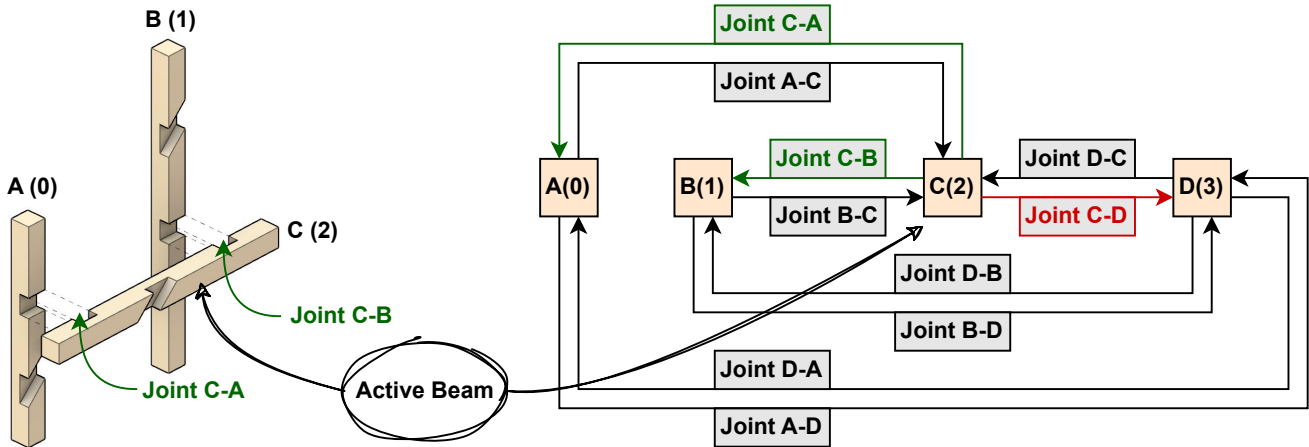 B (1)
A (0)
C (2)
Joint C-B
Joint C-A
Active Beam
Joint C-A
Joint A-C
Joint C-B
Joint D-C
A(0)
B(1)
C(2)
D(3)
Joint B-C
Joint C-D
Joint D-B
Joint B-D
Joint D-A
Joint A-D